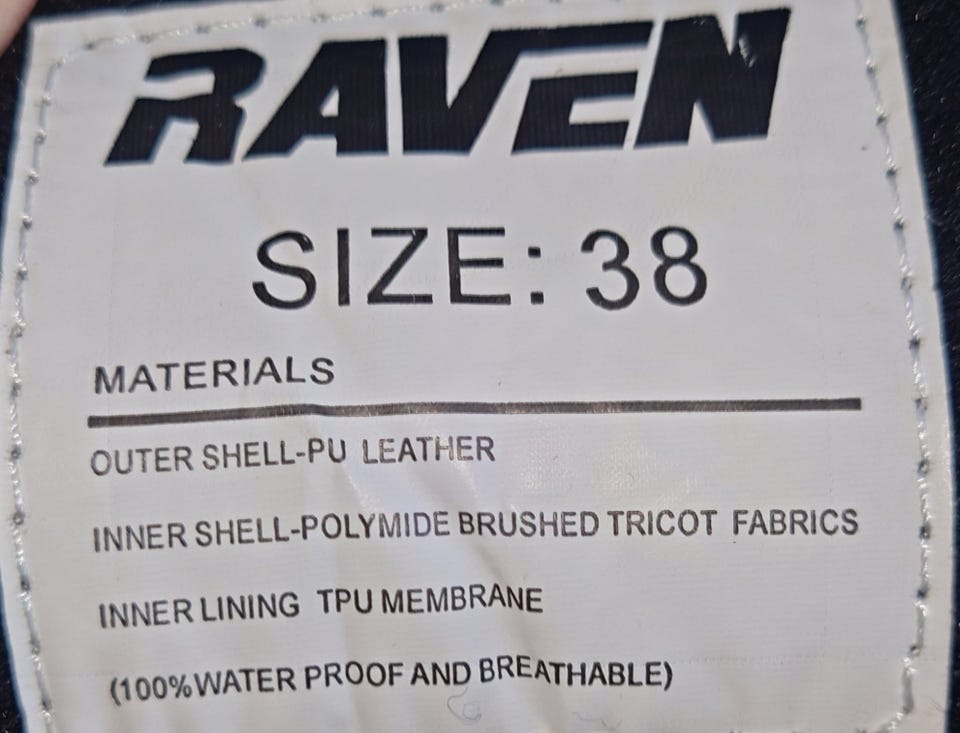 RAVEN
SIZE: 38
MATERIALS
OUTER SHELL-PU LEATHER
INNER SHELL-POLYMIDE BRUSHED TRICOT FABRICS
INNER LINING TPU MEMBRANE
(100%WATER PROOF AND BREATHABLE)